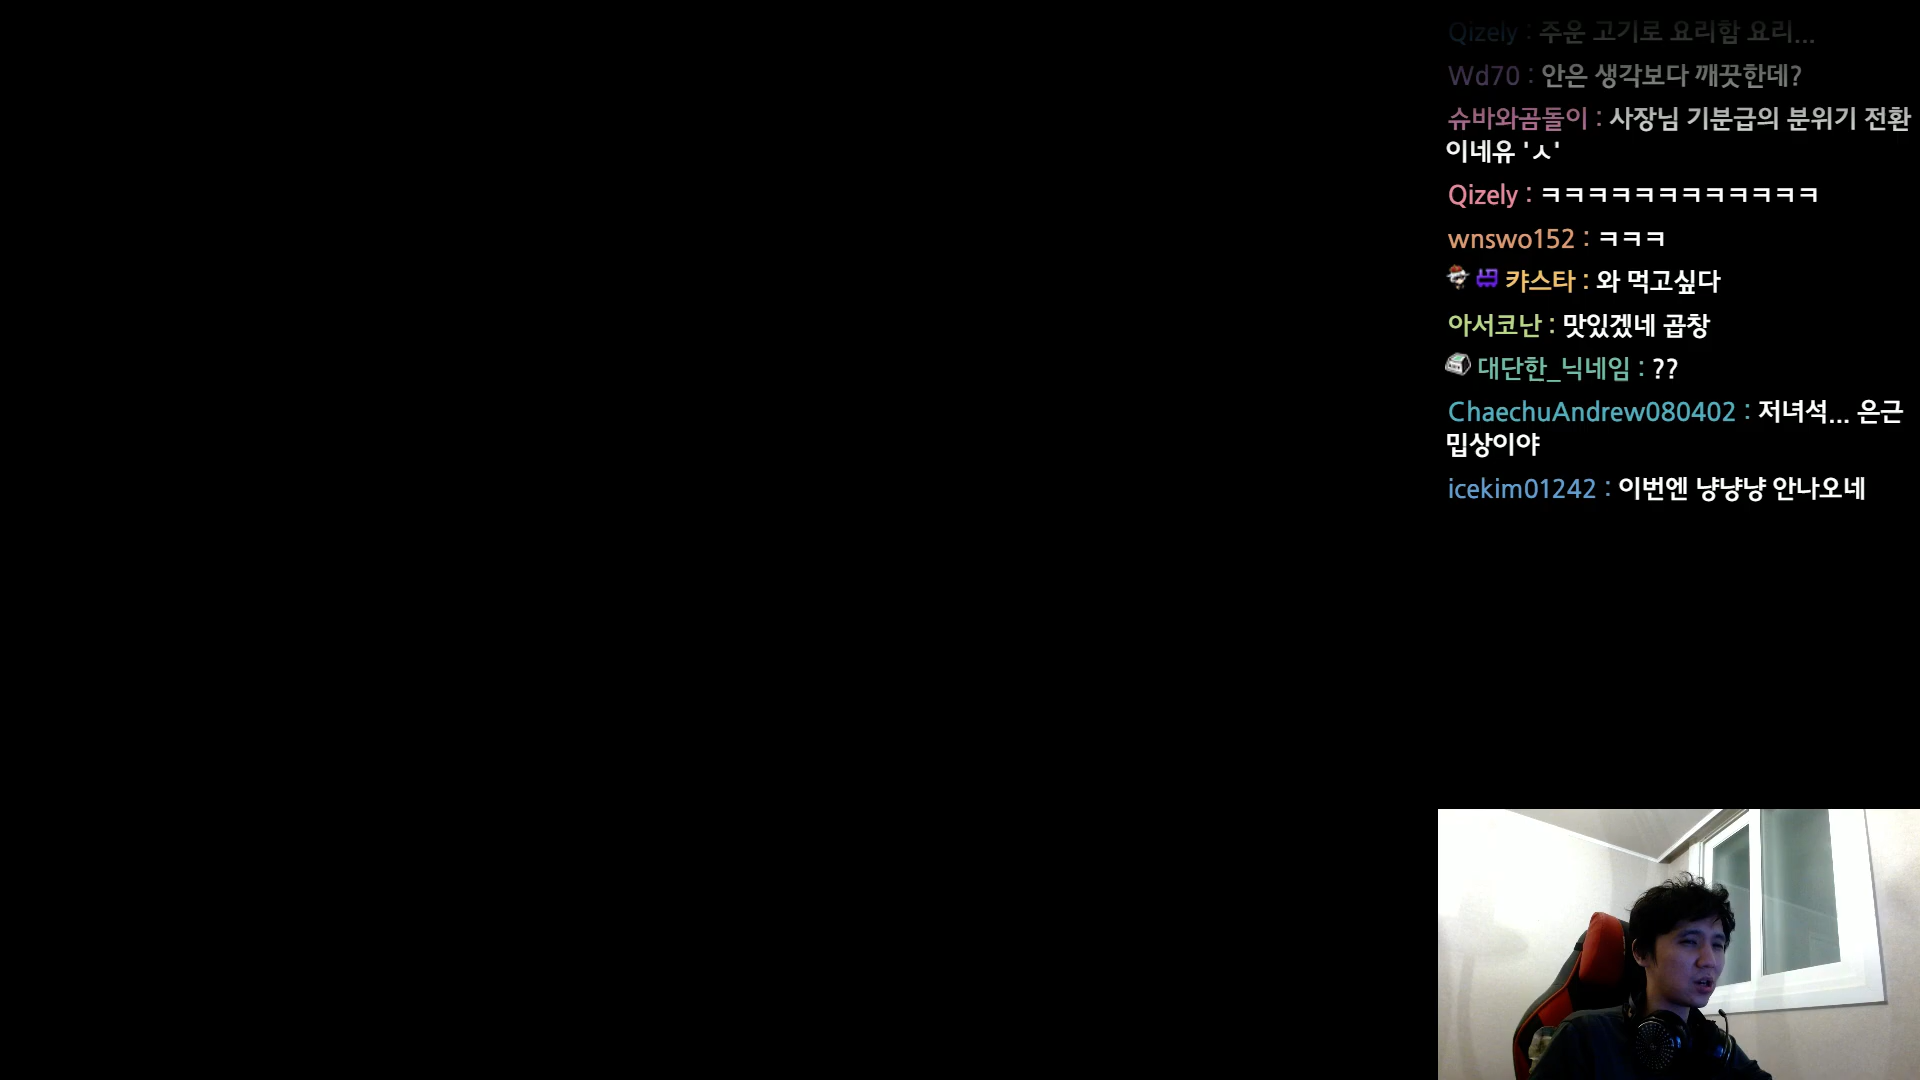 Qizely : 주운 고기로 요리함 요리...
Wd70 : 안은 생각보다 깨끗한데?
슈바와곰돌이 : 사장님 기분급의 분위기 전환
이네유 'ㅅ'
Qizely : ㅋㅋㅋㅋㅋㅋㅋㅋㅋㅋㅋㅋ
wnswo152 : ㅋㅋㅋ
캬스타 : 와 먹고싶다
아서코난 : 맛있겠네 곱창
대단한_닉네임 : ??
ChaechuAndrew080402 : 저녀석... 은근
밉상이야
icekim01242 : 이번엔 냥냥냥 안나오네